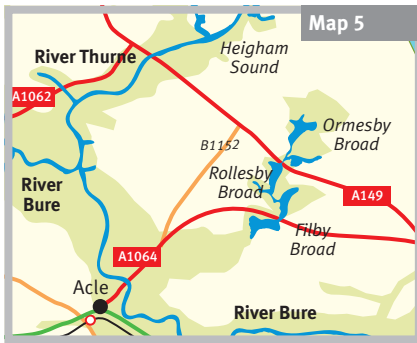 Map 5
River Thurne
Heigham
Sound
A1062
B1152
Ormesby
Broad
Rollesby
Broad
River
Bure
A149
Filby
Broad
A1064
Acle
River Bure